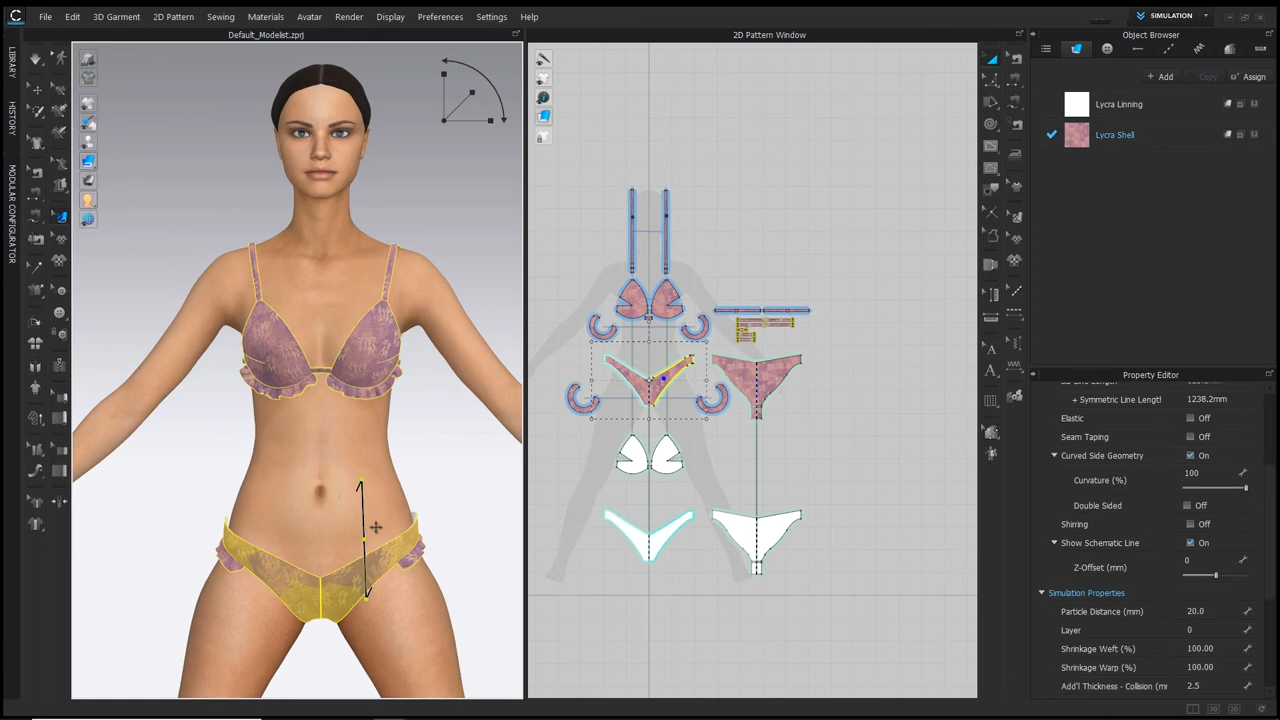 File Edit 3D Garment 2D Pattern Sewing Materials Avatar Render Display Preferences Settings Help
SIMULATION
Default_Modelist.zprj
2D Pattern Window
Object Browser
LIBRARY
HISTORY
MODULAR CONFIGURATOR
+ Add Copy Assign
Lycra Linning
Lycra Shell
Property Editor
+ Symmetric Line Lengtl 1238.2mm
Elastic Off
Seam Taping Off
Curved Side Geometry On
Curvature (%) 100
Double Sided Off
Shirring Off
Show Schematic Line On
Z-Offset (mm) 0
Simulation Properties
Particle Distance (mm) 20.0
Layer 0
Shrinkage Weft (%) 100.00
Shrinkage Warp (%) 100.00
Add'l Thickness - Collision (mr 2.5